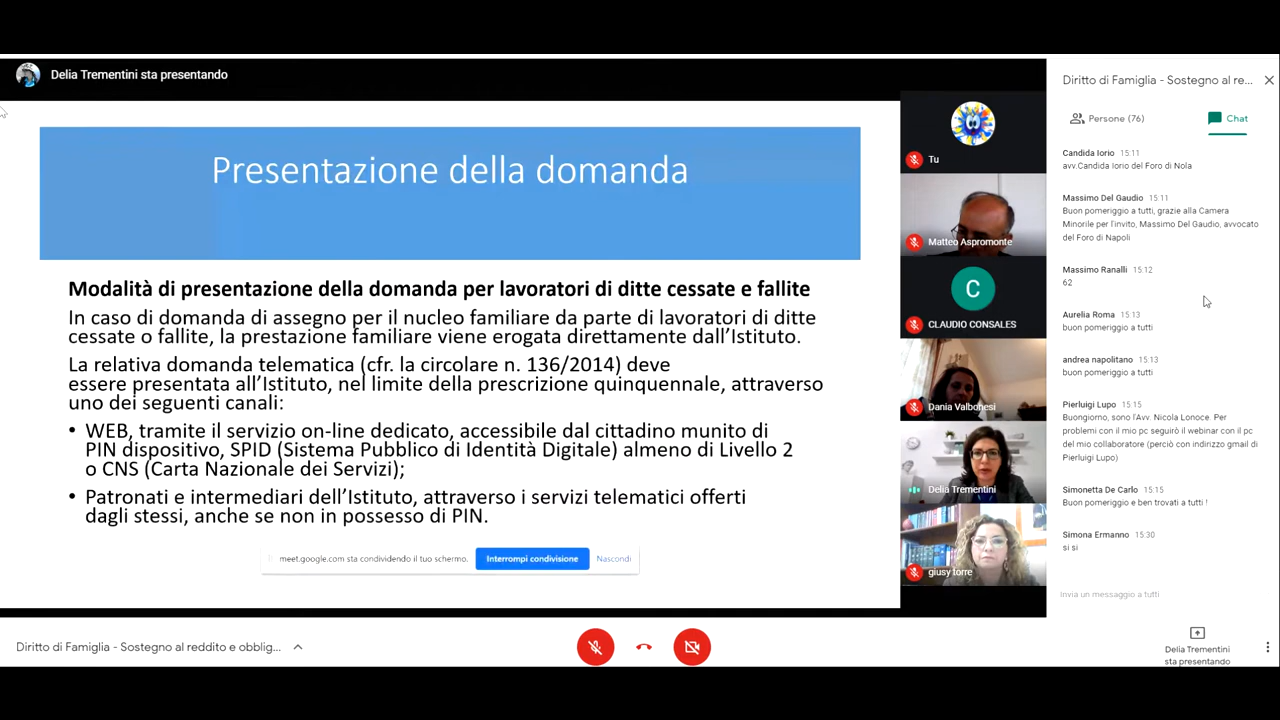 Delia Trementini sta presentando
Presentazione della domanda
Modalità di presentazione della domanda per lavoratori di ditte cessate e fallite
In caso di domanda di assegno per il nucleo familiare da parte di lavoratori di ditte
cessate o fallite, la prestazione familiare viene erogata direttamente dall'Istituto.
La relativa domanda telematica (cfr. la circolare n. 136/2014) deve
essere presentata all'Istituto, nel limite della prescrizione quinquennale, attraverso
uno dei seguenti canali:
• WEB, tramite il servizio on-line dedicato, accessibile dal cittadino munito di
PIN dispositivo, SPID (Sistema Pubblico di Identità Digitale) almeno di Livello 2
o CNS (Carta Nazionale dei Servizi);
• Patronati e intermediari dell'Istituto, attraverso i servizi telematici offerti
dagli stessi, anche se non in possesso di PIN.
meet.google.com sta condividendo il tuo schermo.
Interrompi condivisione
Nascondi
Tu
Matteo Aspromonte
C
CLAUDIO CONSALES
Dania Valbonesi
Delia Trementini
giusy torre
Diritto di Famiglia - Sostegno al re...
Persone (76)
Chat
Candida Iorio 15:11
avv.Candida Iorio del Foro di Nola
Massimo Del Gaudio 15:11
Buon pomeriggio a tutti, grazie alla Camera
Minorile per l'invito, Massimo Del Gaudio, avvocato
del Foro di Napoli
Massimo Ranalli 15:12
62
Aurelia Roma 15:13
buon pomeriggio a tutti
andrea napolitano 15:13
buon pomeriggio a tutti
Pierluigi Lupo 15:15
Buongiorno, sono l'Avv. Nicola Lonoce. Per
problemi con il mio pc seguirò il webinar con il pc
del mio collaboratore (perciò con indirizzo gmail di
Pierluigi Lupo)
Simonetta De Carlo 15:15
Buon pomeriggio e ben trovati a tutti !
Simona Ermanno 15:30
si si
Invia un messaggio a tutti
Diritto di Famiglia - Sostegno al reddito e obblig...
Delia Trementini
sta presentando